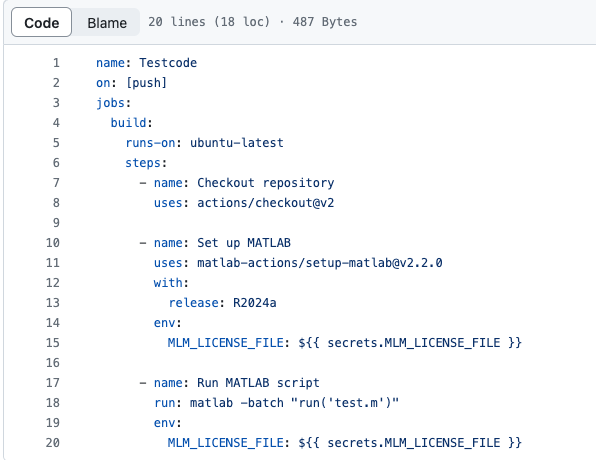 Code Blame 20 lines (18 loc) · 487 Bytes
1 name: Testcode
2 on: [push]
3 jobs:
4 build:
5 runs-on: ubuntu-latest
6 steps:
7 - name: Checkout repository
8 uses: actions/checkout@v2
9
10 - name: Set up MATLAB
11 uses: matlab-actions/setup-matlab@v2.2.0
12 with:
13 release: R2024a
14 env:
15 MLM_LICENSE_FILE: ${{ secrets.MLM_LICENSE_FILE }}
16
17 - name: Run MATLAB script
18 run: matlab -batch "run('test.m')"
19 env:
20 MLM_LICENSE_FILE: ${{ secrets.MLM_LICENSE_FILE }}